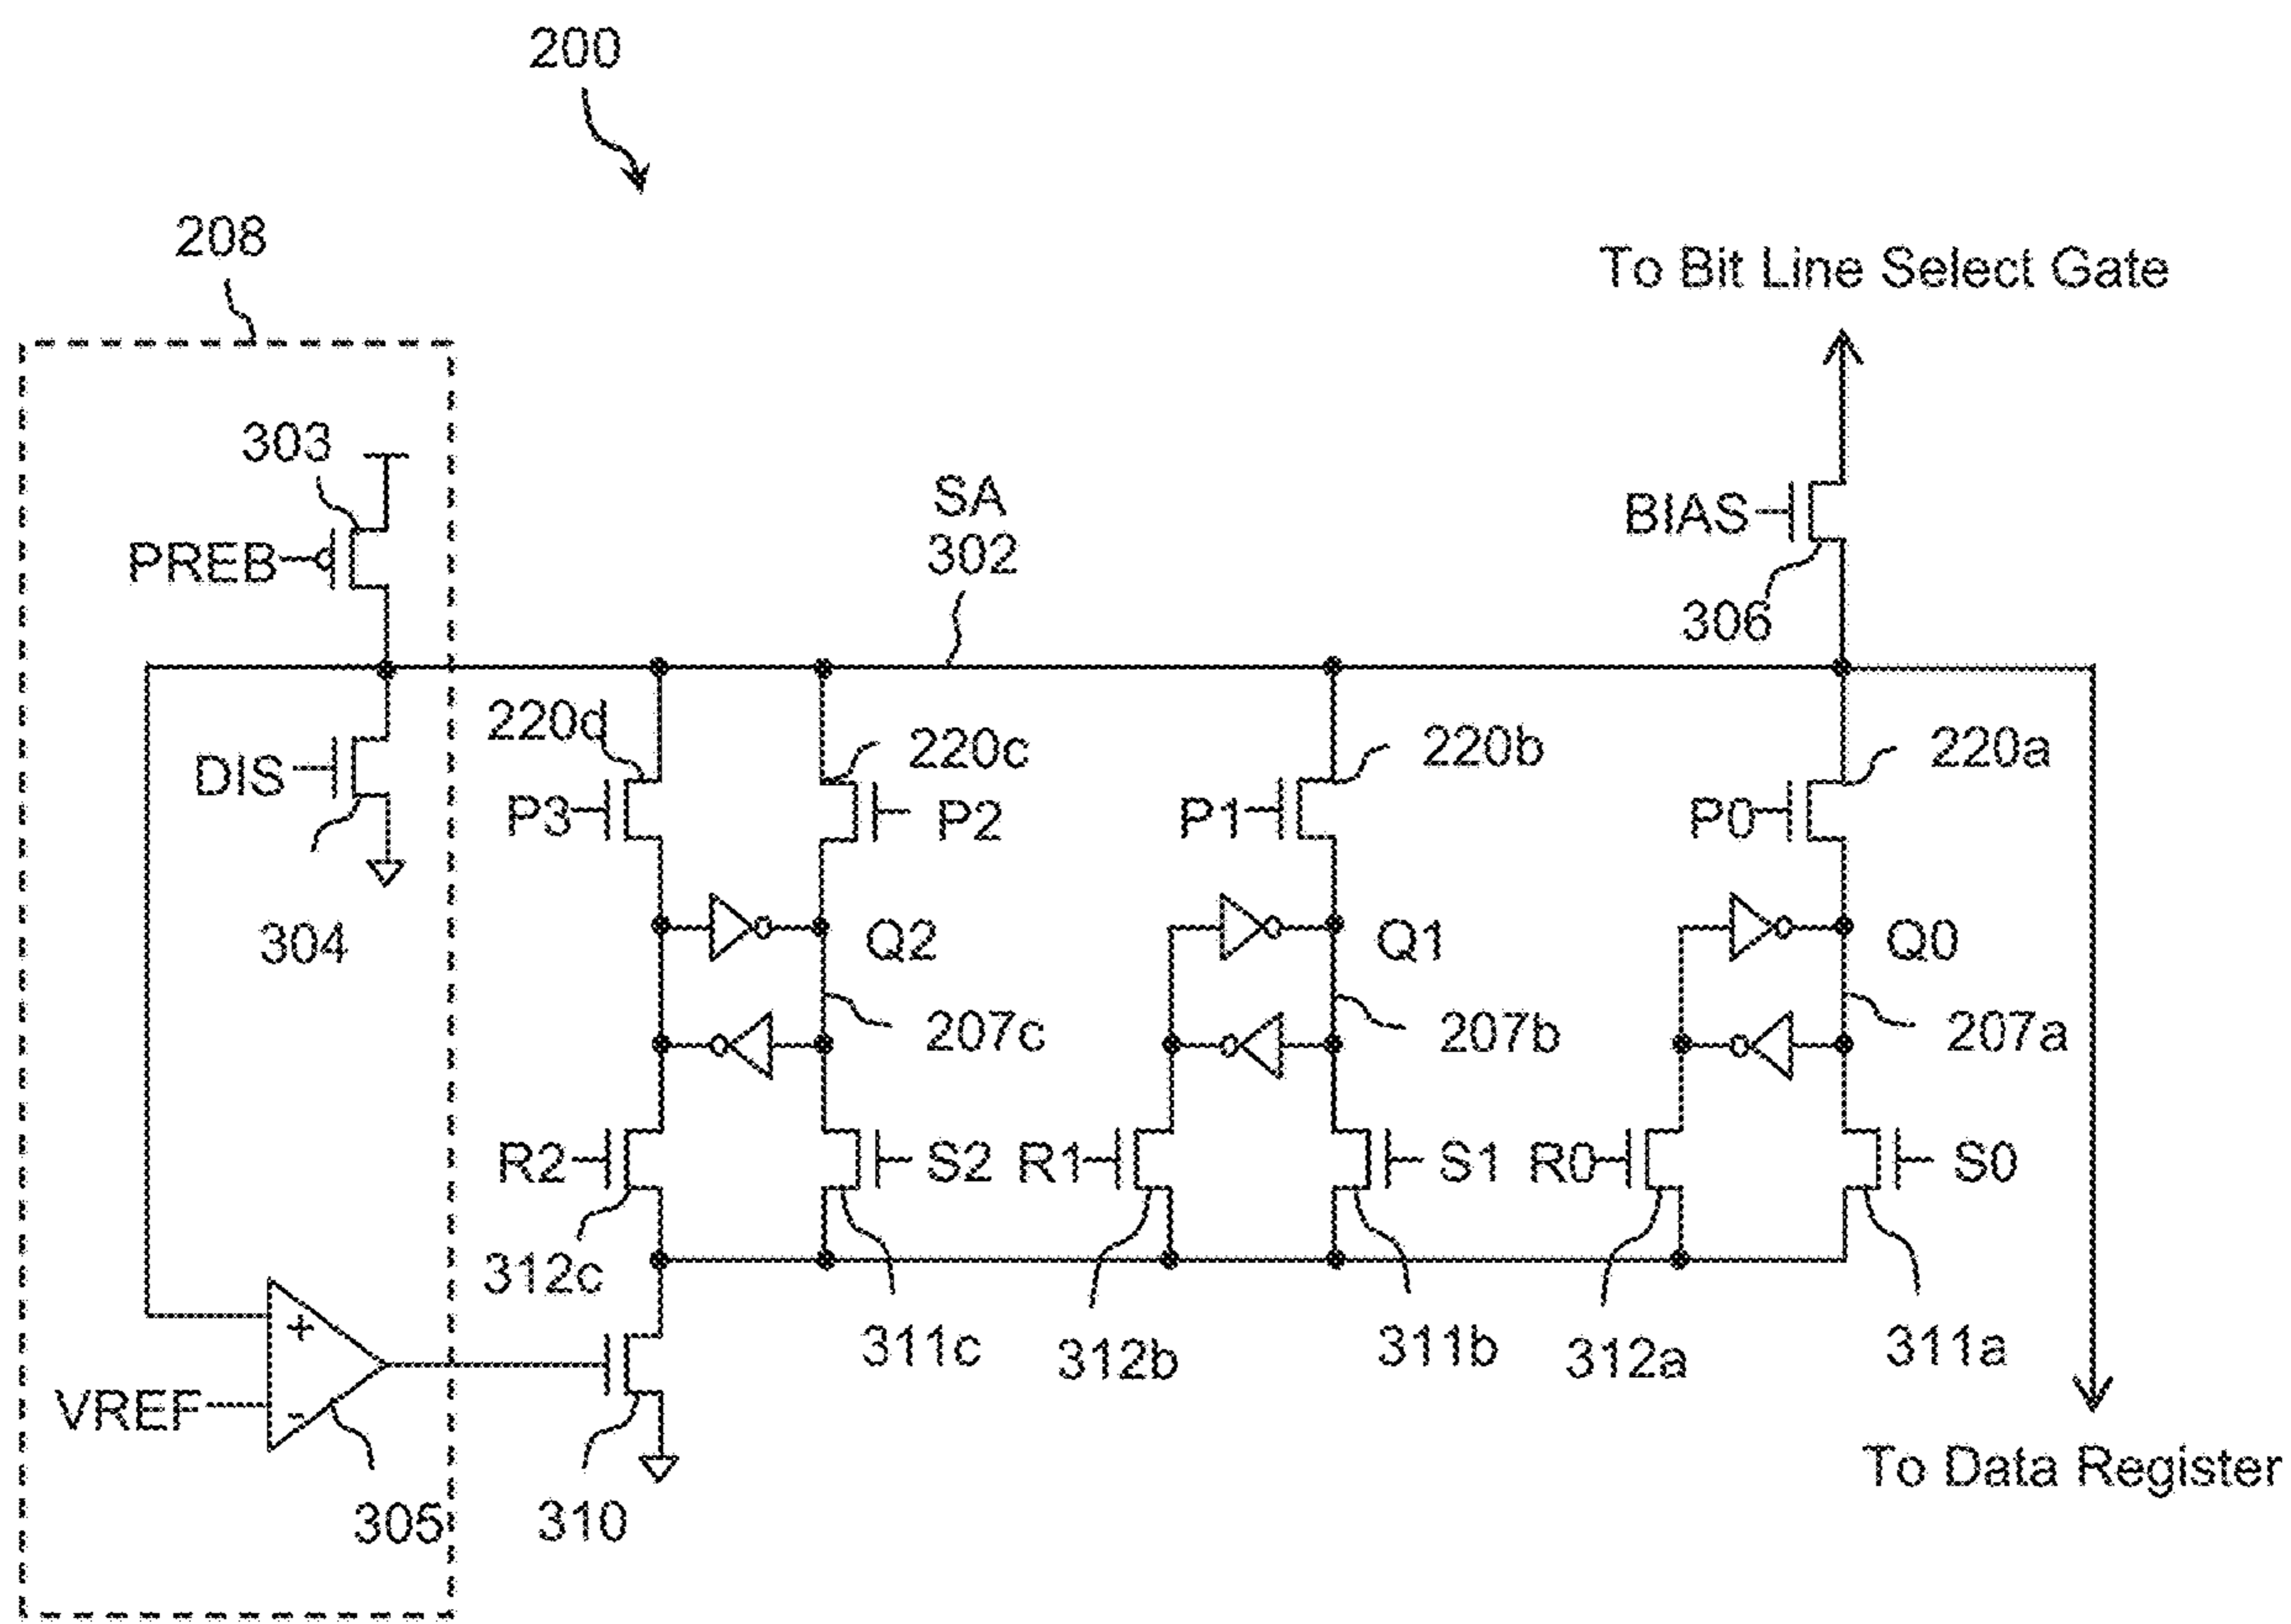 200
208
To Bit Line Select Gate
303
SA
302
BIAS
PREB
306
220d
220c
220b
220a
DIS
P3
P2
P1
P0
304
Q2
Q1
Q0
207c
207b
207a
R2
S2
R1
S1
R0
S0
312c
+
311c
312b
311b
312a
311a
VREF
-
To Data Register
305
310